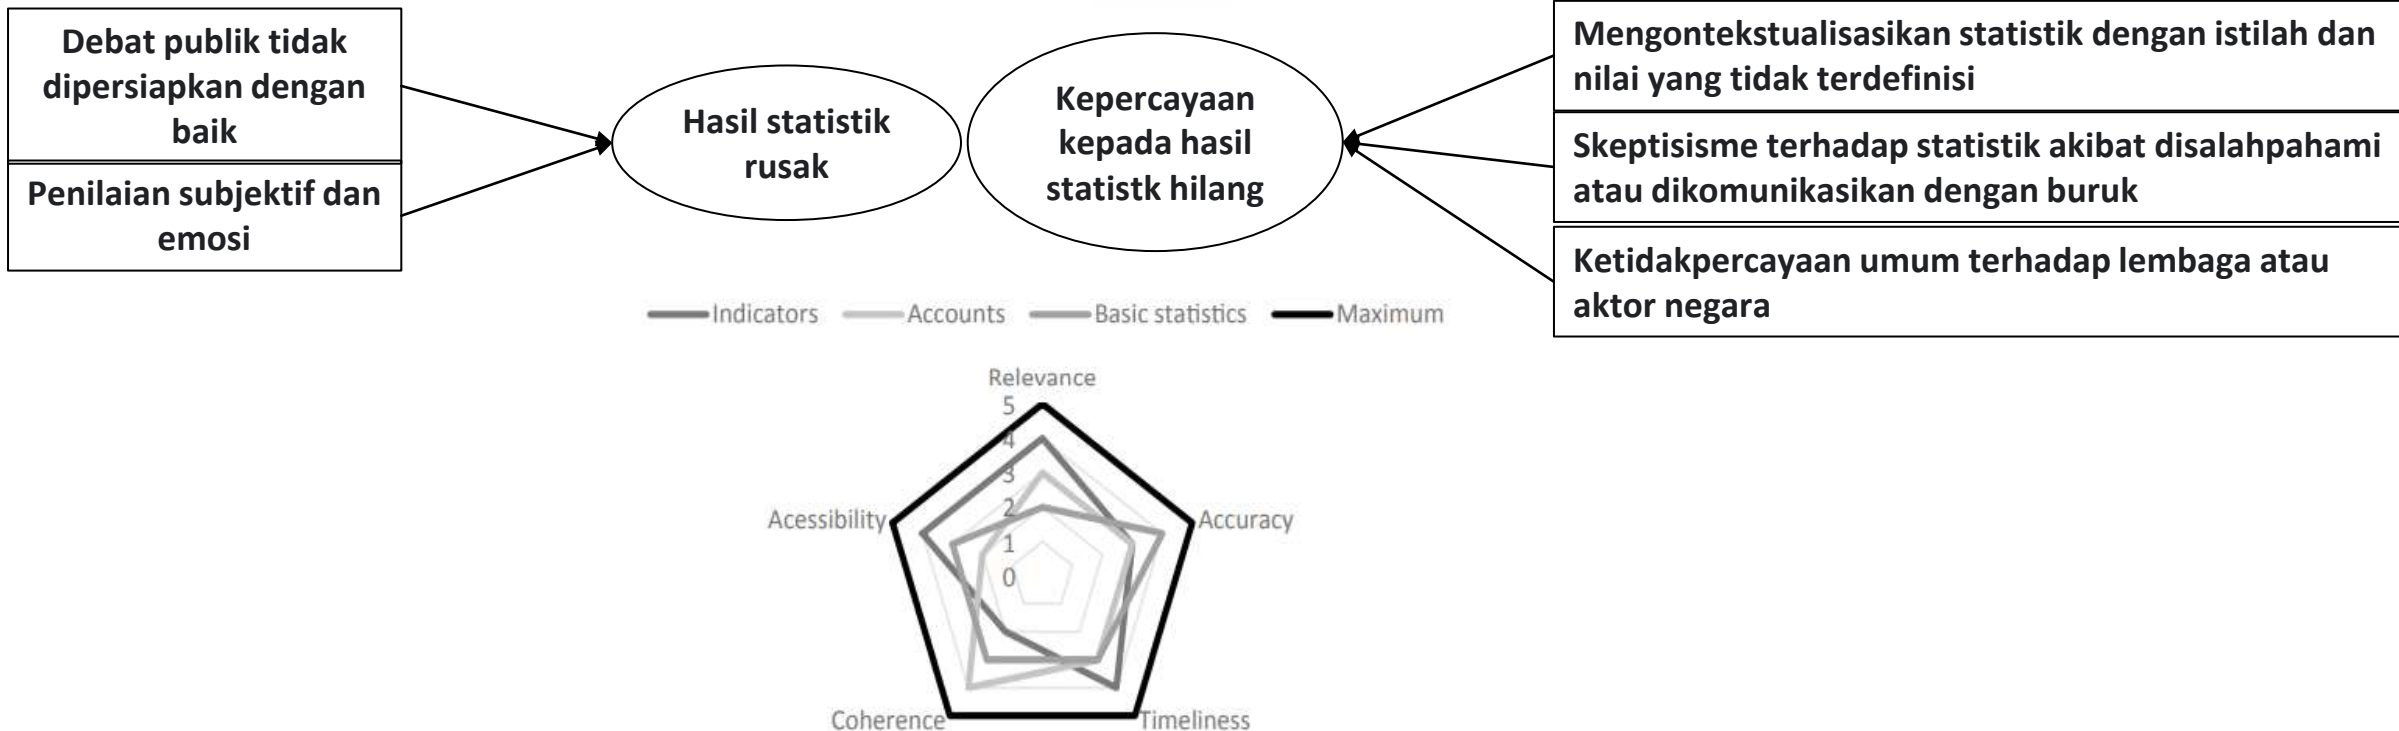 Debat publik tidak
dipersiapkan dengan
baik
Penilaian subjektif dan
emosi
Hasil statistik
rusak
Kepercayaan
kepada hasil
statistk hilang
Mengontekstualisasikan statistik dengan istilah dan
nilai yang tidak terdefinisi
Skeptisisme terhadap statistik akibat disalahpahami
atau dikomunikasikan dengan buruk
Ketidakpercayaan umum terhadap lembaga atau
aktor negara
Indicators Accounts Basic statistics Maximum
Relevance
5
4
3
2
Acessibility Accuracy
1
0
Coherence Timeliness